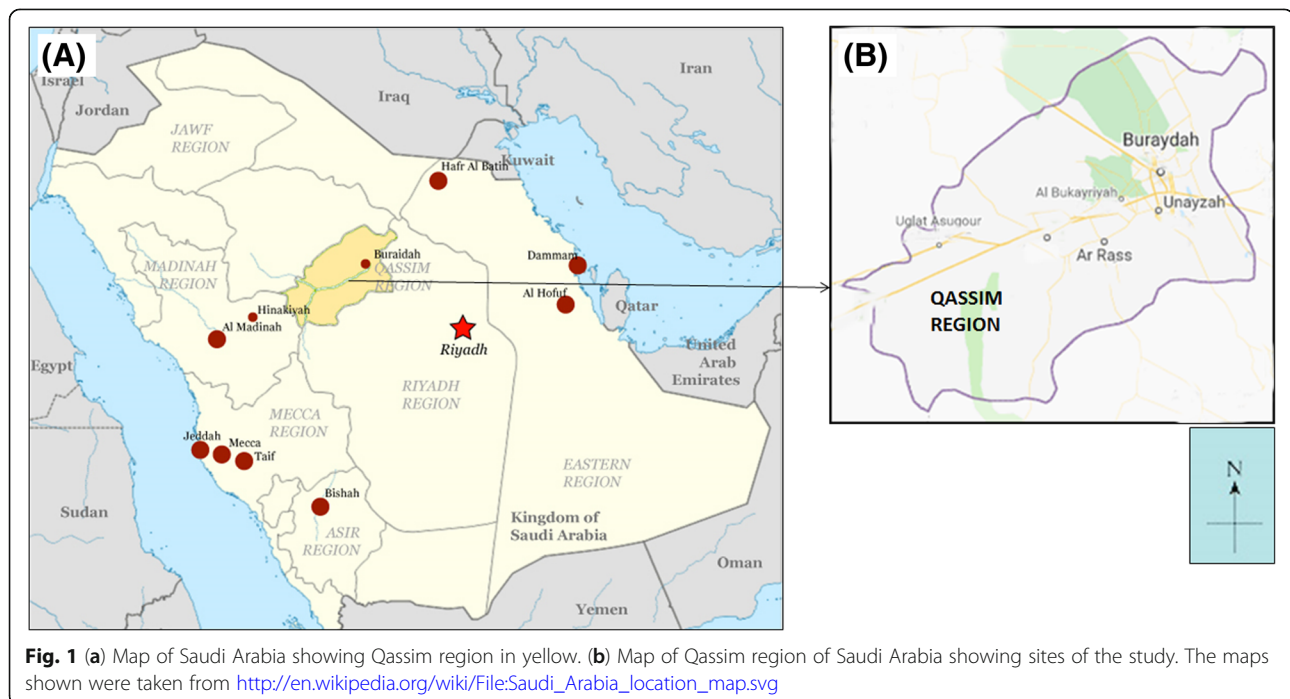 (A)
Israel
Jordan
Iraq
Iran
JAWF
REGION
Kuwait
Hafr Al Batin
Buraidah
QASSIM
REGION
Dammam
MADINAH
REGION
Al Hofuf
Qatar
Hinakiyah
Al Madinah
Riyadh
United
Arab
Emirates
Egypt
RIYADH
REGION
MECCA
REGION
Jeddah
Mecca
Taif
EASTERN
REGION
Bishah
Sudan
ASIR
REGION
Kingdom of
Saudi Arabia
Oman
Yemen
(B)
Buraydah
Al Bukayriyah
Unayzah
Uglat Asugour
Ar Rass
QASSIM
REGION
N
Fig. 1 (a) Map of Saudi Arabia showing Qassim region in yellow. (b) Map of Qassim region of Saudi Arabia showing sites of the study. The maps
shown were taken from http://en.wikipedia.org/wiki/File:Saudi_Arabia_location_map.svg